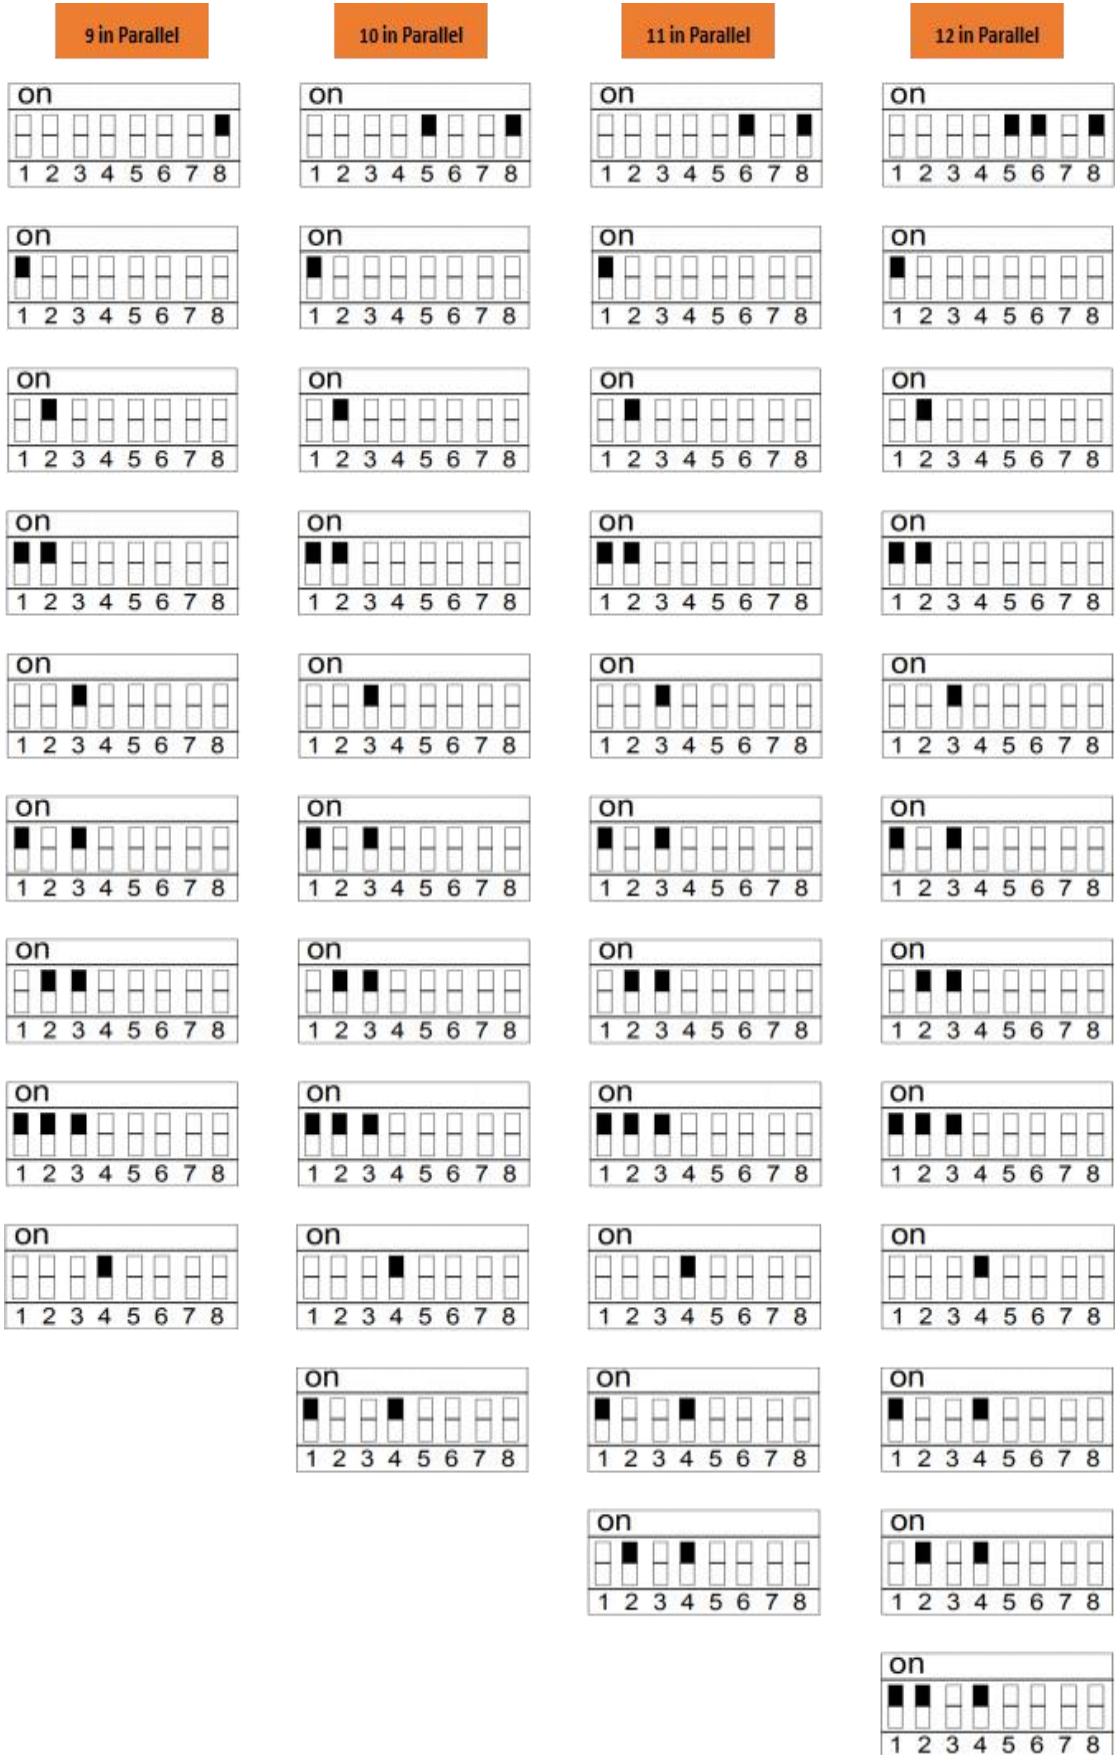 9 in Parallel 10 in Parallel 11 in Parallel 12 in Parallel
on on on on
1 2 3 4 5 6 7 8 1 2 3 4 5 6 7 8 1 2 3 4 5 6 7 8 1 2 3 4 5 6 7 8
on on on on
1 2 3 4 5 6 7 8 1 2 3 4 5 6 7 8 1 2 3 4 5 6 7 8 1 2 3 4 5 6 7 8
on on on on
1 2 3 4 5 6 7 8 1 2 3 4 5 6 7 8 1 2 3 4 5 6 7 8 1 2 3 4 5 6 7 8
on on on on
1 2 3 4 5 6 7 8 1 2 3 4 5 6 7 8 1 2 3 4 5 6 7 8 1 2 3 4 5 6 7 8
on on on on
1 2 3 4 5 6 7 8 1 2 3 4 5 6 7 8 1 2 3 4 5 6 7 8 1 2 3 4 5 6 7 8
on on on on
1 2 3 4 5 6 7 8 1 2 3 4 5 6 7 8 1 2 3 4 5 6 7 8 1 2 3 4 5 6 7 8
on on on on
1 2 3 4 5 6 7 8 1 2 3 4 5 6 7 8 1 2 3 4 5 6 7 8 1 2 3 4 5 6 7 8
on on on on
1 2 3 4 5 6 7 8 1 2 3 4 5 6 7 8 1 2 3 4 5 6 7 8 1 2 3 4 5 6 7 8
on on on on
1 2 3 4 5 6 7 8 1 2 3 4 5 6 7 8 1 2 3 4 5 6 7 8 1 2 3 4 5 6 7 8
on on on
1 2 3 4 5 6 7 8 1 2 3 4 5 6 7 8 1 2 3 4 5 6 7 8
on on
1 2 3 4 5 6 7 8 1 2 3 4 5 6 7 8
on
1 2 3 4 5 6 7 8